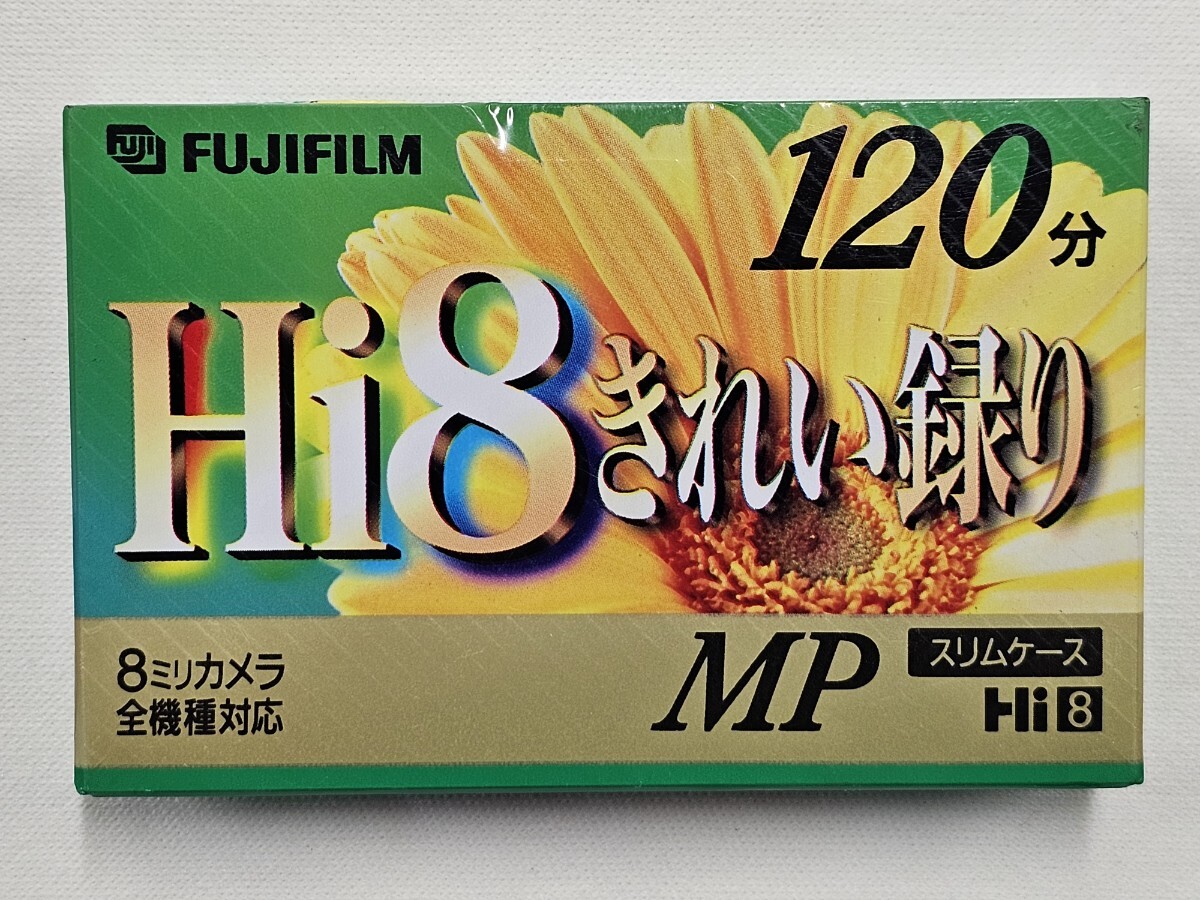 FUJI FUJIFILM
120分
Hi8きれい録り
8ミリカメラ
全機種対応
MP
スリムケース
Hi8